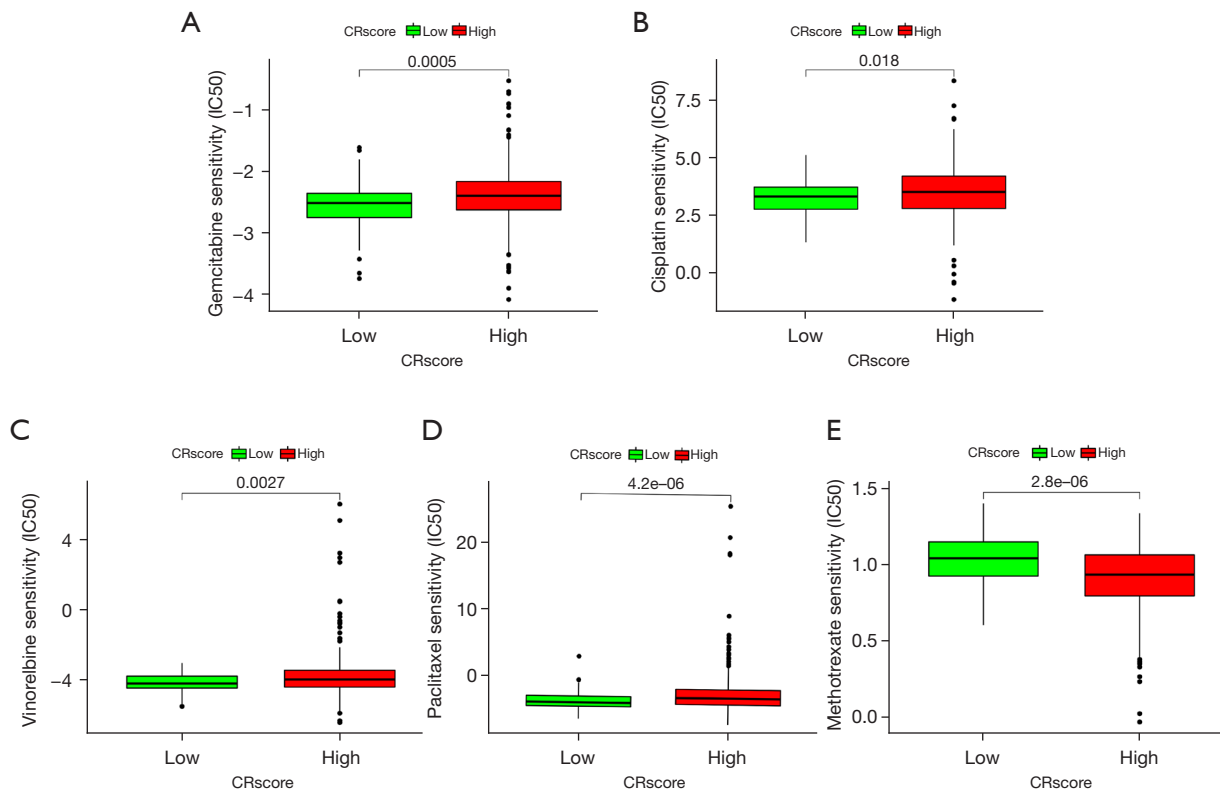 A
CRscore Low High
0.0005
Gemcitabine sensitivity (IC50)
−1
−2
−3
−4
Low High
CRscore
B
CRscore Low High
0.018
Cisplatin sensitivity (IC50)
7.5
5.0
2.5
0.0
Low High
CRscore
C
CRscore Low High
0.0027
Vinorelbine sensitivity (IC50)
4
0
−4
Low High
CRscore
D
CRscore Low High
4.2e−06
Paclitaxel sensitivity (IC50)
20
10
0
Low High
CRscore
E
CRscore Low High
2.8e−06
Methotrexate sensitivity (IC50)
1.5
1.0
0.5
0.0
Low High
CRscore